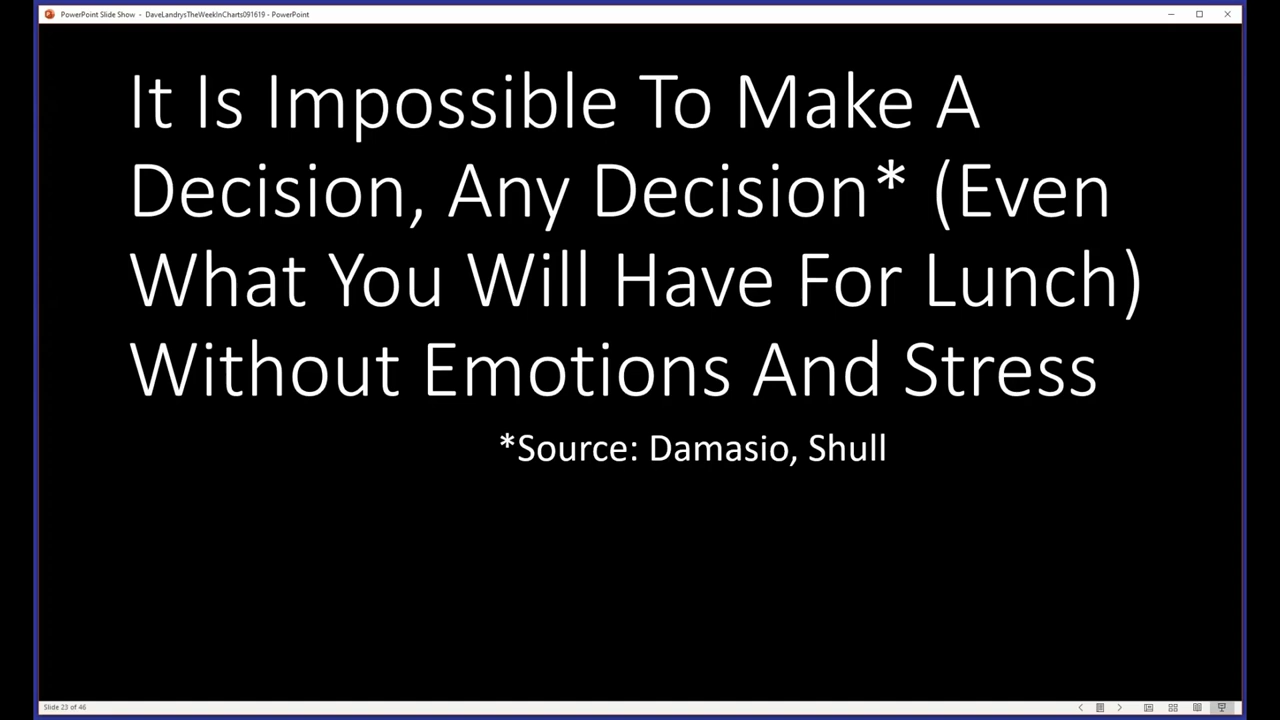 PowerPoint Slide Show - DaveLandrysTheWeekInCharts091619 - PowerPoint
It Is Impossible To Make A
Decision, Any Decision* (Even
What You Will Have For Lunch)
Without Emotions And Stress
*Source: Damasio, Shull
Slide 23 of 46